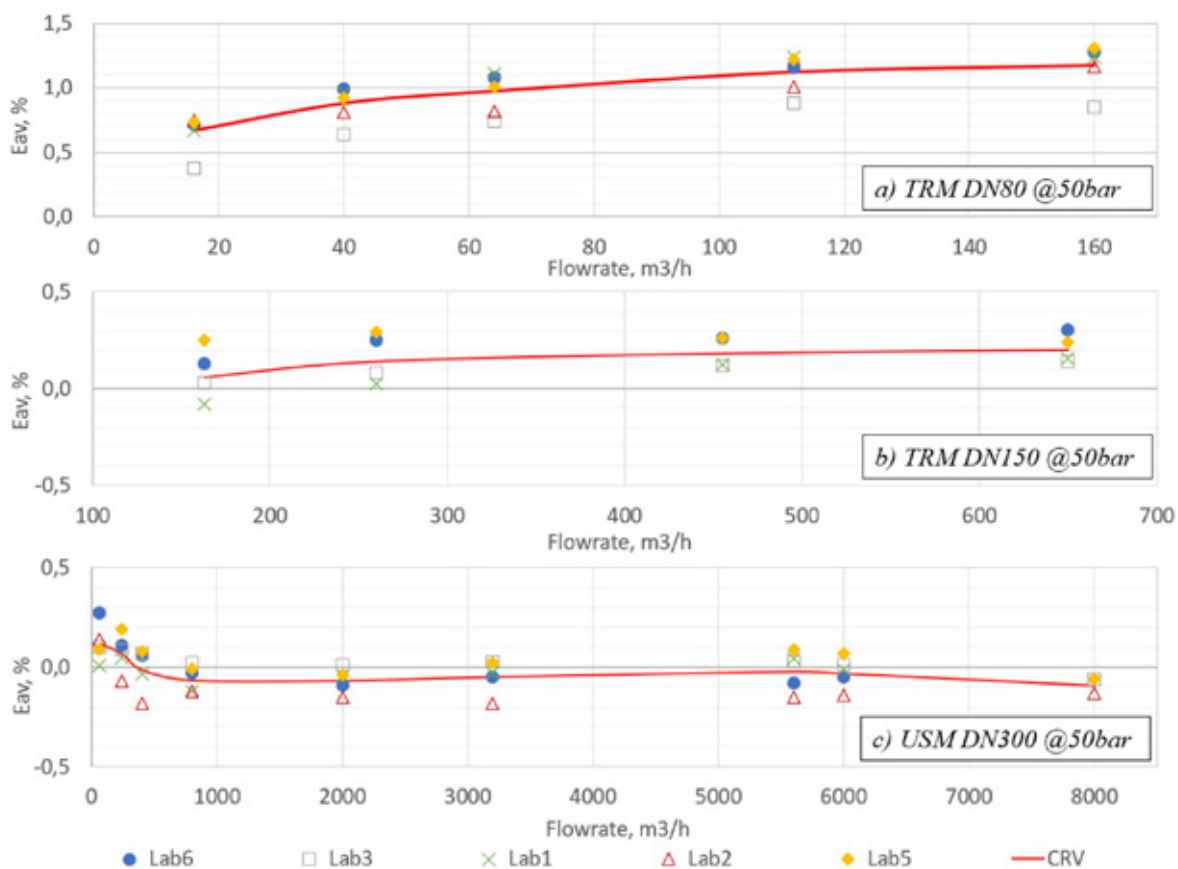 1,5
1,0
0,5
0,0
Eav, %
a) TRM DN80 @50bar
0 20 40 60 80 100 120 140 160
Flowrate, m3/h
0,5
0,0
-0,5
Eav, %
b) TRM DN150 @50bar
100 200 300 400 500 600 700
Flowrate, m3/h
0,5
0,0
-0,5
Eav, %
c) USM DN300 @50bar
0 1000 2000 3000 4000 5000 6000 7000 8000
Flowrate, m3/h
Lab6 Lab3 Lab1 Lab2 Lab5 CRV